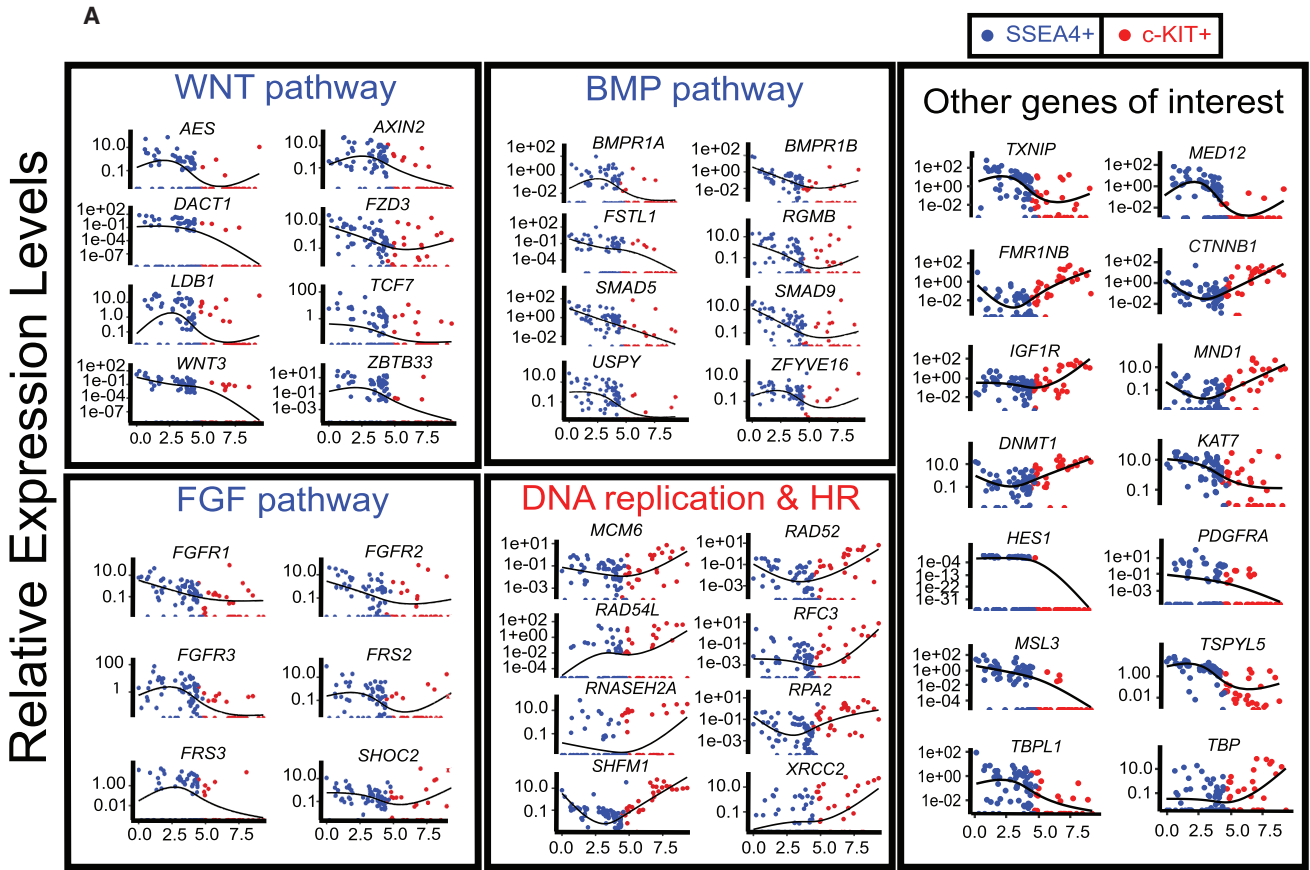 A
SSEA4+ c-KIT+
Relative Expression Levels
WNT pathway
AES
10.0
0.1
AXIN2
10.0
0.1
DACT1
1e+02
1e-01
1e-04
1e-07
FZD3
10.0
0.1
LDB1
10.0
1.0
0.1
TCF7
100
1
WNT3
1e+02
1e-01
1e-04
1e-07
ZBTB33
1e+01
1e-01
1e-03
0.0 2.5 5.0 7.5
0.0 2.5 5.0 7.5
BMP pathway
BMPR1A
1e+02
1e+00
1e-02
BMPR1B
1e+02
1e+00
1e-02
FSTL1
1e+02
1e-01
1e-04
RGMB
10.0
0.1
SMAD5
1e+02
1e+00
1e-02
SMAD9
10.0
0.1
USPY
10.0
0.1
ZFYVE16
10.0
0.1
0.0 2.5 5.0 7.5
0.0 2.5 5.0 7.5
Other genes of interest
TXNIP
1e+02
1e+00
1e-02
MED12
1e+02
1e+00
1e-02
FMR1NB
1e+02
1e+00
1e-02
CTNNB1
1e+02
1e+00
1e-02
IGF1R
1e+02
1e+00
1e-02
MND1
10.0
0.1
DNMT1
10.0
0.1
KAT7
10.0
0.1
HES1
1e-04
1e-13
1e-22
1e-31
PDGFRA
1e+01
1e-01
1e-03
MSL3
1e+02
1e+00
1e-02
1e-04
TSPYL5
1.00
0.01
TBPL1
1e+02
1e+00
1e-02
TBP
10.0
0.1
0.0 2.5 5.0 7.5
0.0 2.5 5.0 7.5
FGF pathway
FGFR1
10.0
0.1
FGFR2
10.0
0.1
FGFR3
100
1
FRS2
10.0
0.1
FRS3
1.00
0.01
SHOC2
10.0
0.1
0.0 2.5 5.0 7.5
0.0 2.5 5.0 7.5
DNA replication & HR
MCM6
1e+01
1e-01
1e-03
RAD52
1e+01
1e-01
1e-03
RAD54L
1e+02
1e+00
1e-02
1e-04
RFC3
1e+01
1e-01
1e-03
RNASEH2A
10.0
0.1
RPA2
1e+01
1e-01
1e-03
SHFM1
10.0
0.1
XRCC2
10.0
0.1
0.0 2.5 5.0 7.5
0.0 2.5 5.0 7.5